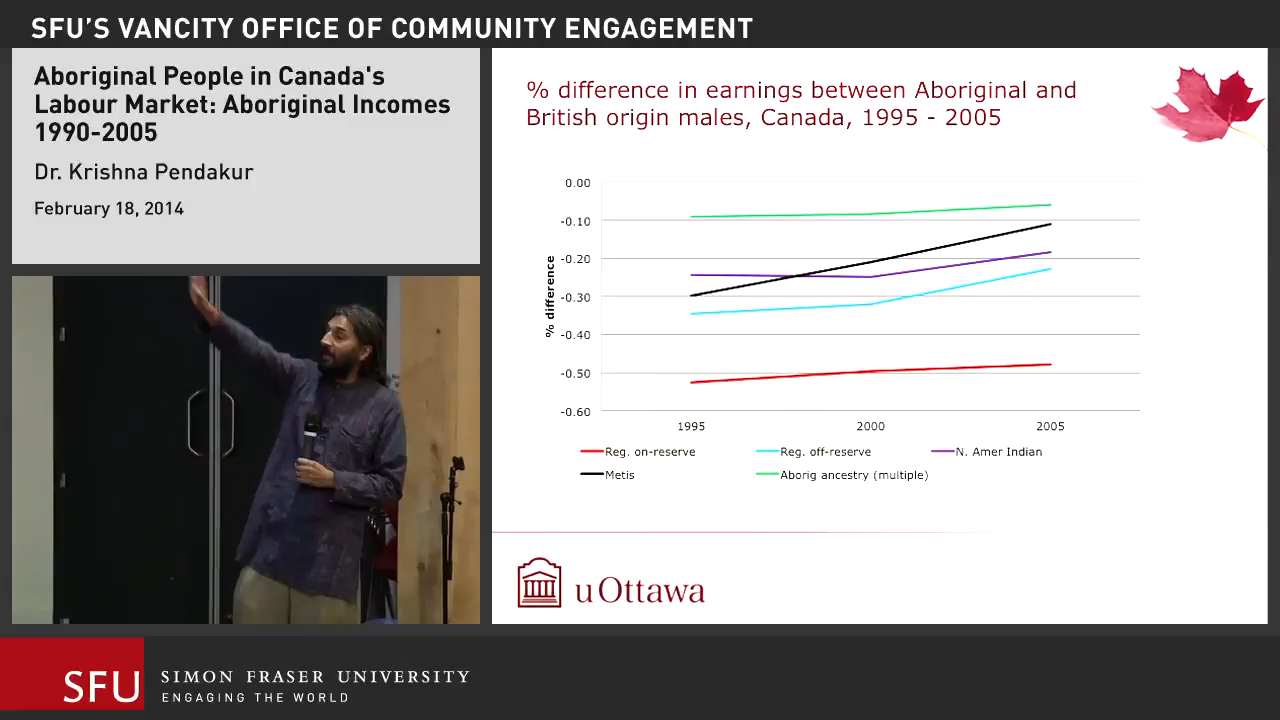 SFU'S VANCITY OFFICE OF COMMUNITY ENGAGEMENT
Aboriginal People in Canada's
Labour Market: Aboriginal Incomes
1990-2005
Dr. Krishna Pendakur
February 18, 2014
% difference in earnings between Aboriginal and
British origin males, Canada, 1995 - 2005
% difference
0.00
-0.10
-0.20
-0.30
-0.40
-0.50
-0.60
1995 2000 2005
Reg. on-reserve Reg. off-reserve N. Amer Indian
Metis Aborig ancestry (multiple)
uOttawa
SFU
SIMON FRASER UNIVERSITY
ENGAGING THE WORLD